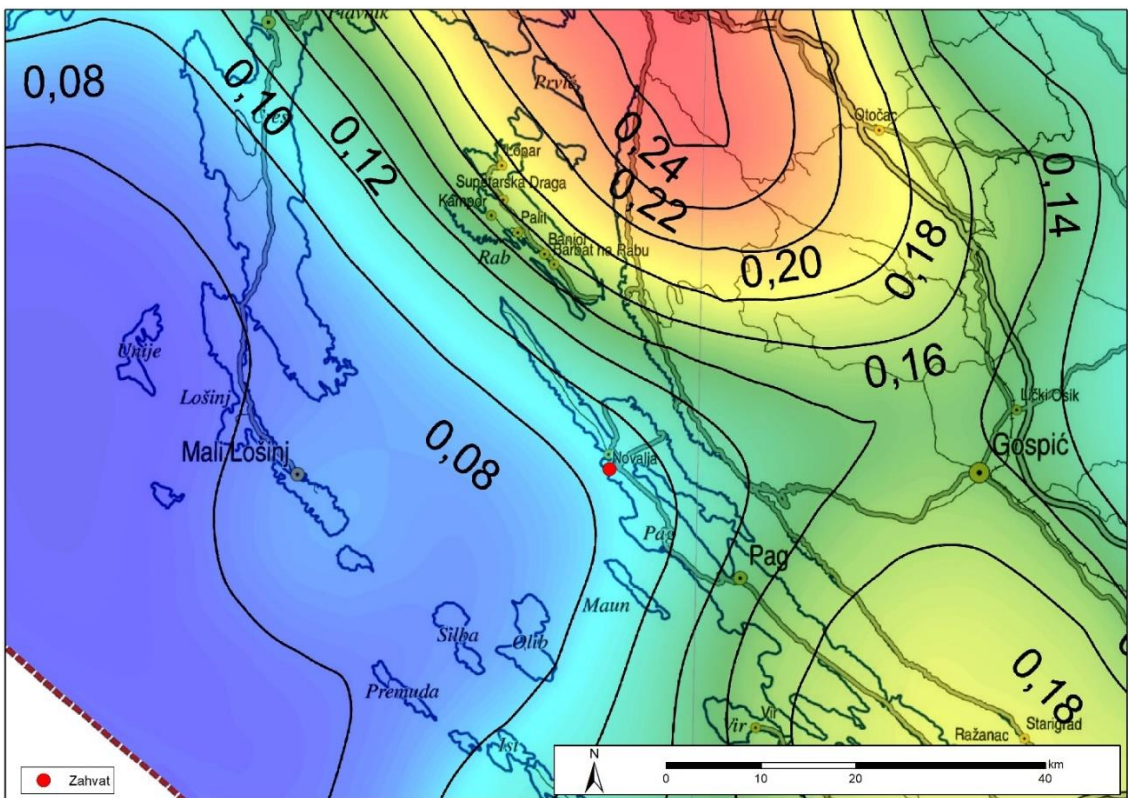 Plavnik
0,08
0,10
Cres
0,12
Prvić
0,24
0,22
0,20
0,18
0,16
0,14
Otočac
Lopar
Supetarska Draga
Kampor
Palit
Banjol
Barbat na Rabu
Rab
Unije
Lošinj
Mali Lošinj
0,08
Novalja
Lički Osik
Gospić
Pag
Pag
Maun
Silba
Olib
Premuda
Ist
Vir
Vir
0,18
Ražanac
Starigrad
Zahvat
N
km
0 10 20 40